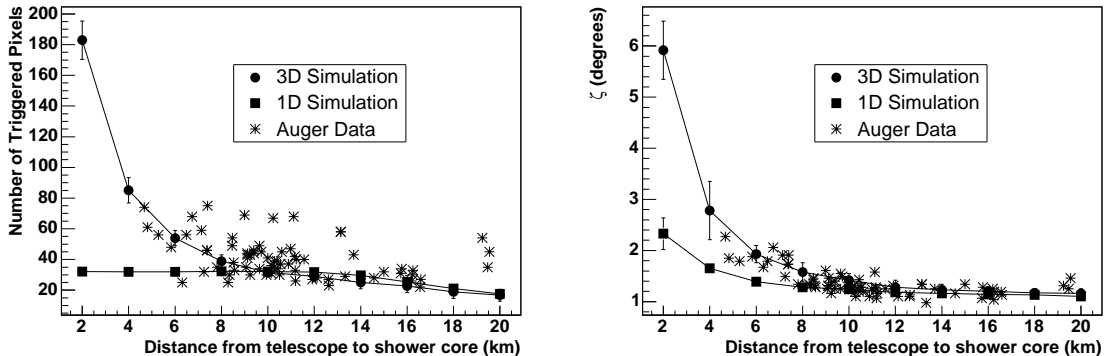 Number of Triggered Pixels
200
180
160
140
120
100
80
60
40
20
3D Simulation
1D Simulation
Auger Data
2 4 6 8 10 12 14 16 18 20
Distance from telescope to shower core (km)
ζ (degrees)
6
5
4
3
2
1
3D Simulation
1D Simulation
Auger Data
2 4 6 8 10 12 14 16 18 20
Distance from telescope to shower core (km)